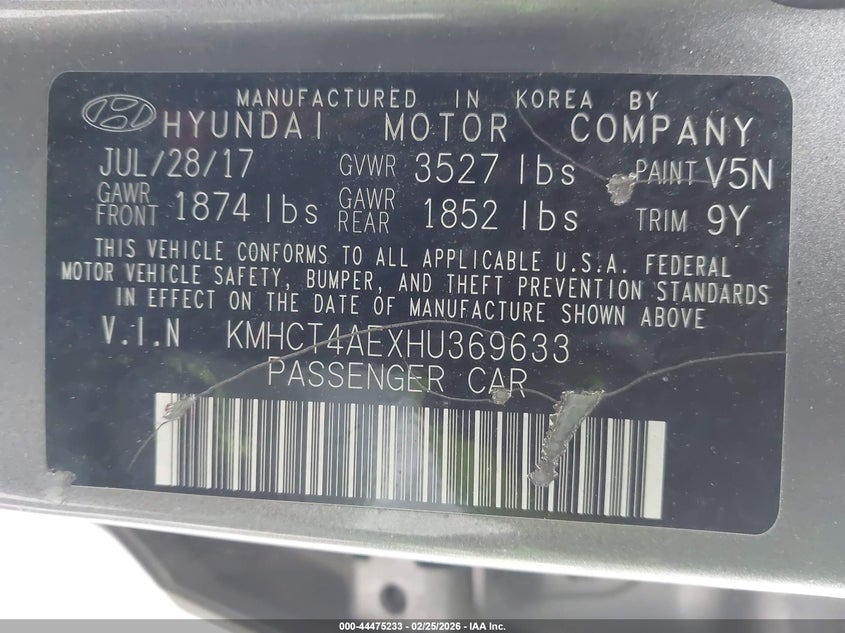 MANUFACTURED IN KOREA BY
HYUNDAI MOTOR COMPANY
JUL/28/17 GVWR 3527 lbs PAINT V5N
GAWR FRONT 1874 lbs GAWR REAR 1852 lbs TRIM 9Y
THIS VEHICLE CONFORMS TO ALL APPLICABLE U.S.A. FEDERAL
MOTOR VEHICLE SAFETY, BUMPER, AND THEFT PREVENTION STANDARDS
IN EFFECT ON THE DATE OF MANUFACTURE SHOWN ABOVE
V.I.N KMHCT4AEXHU369633
PASSENGER CAR
000-44475233 - 02/25/2026 - IAA Inc.